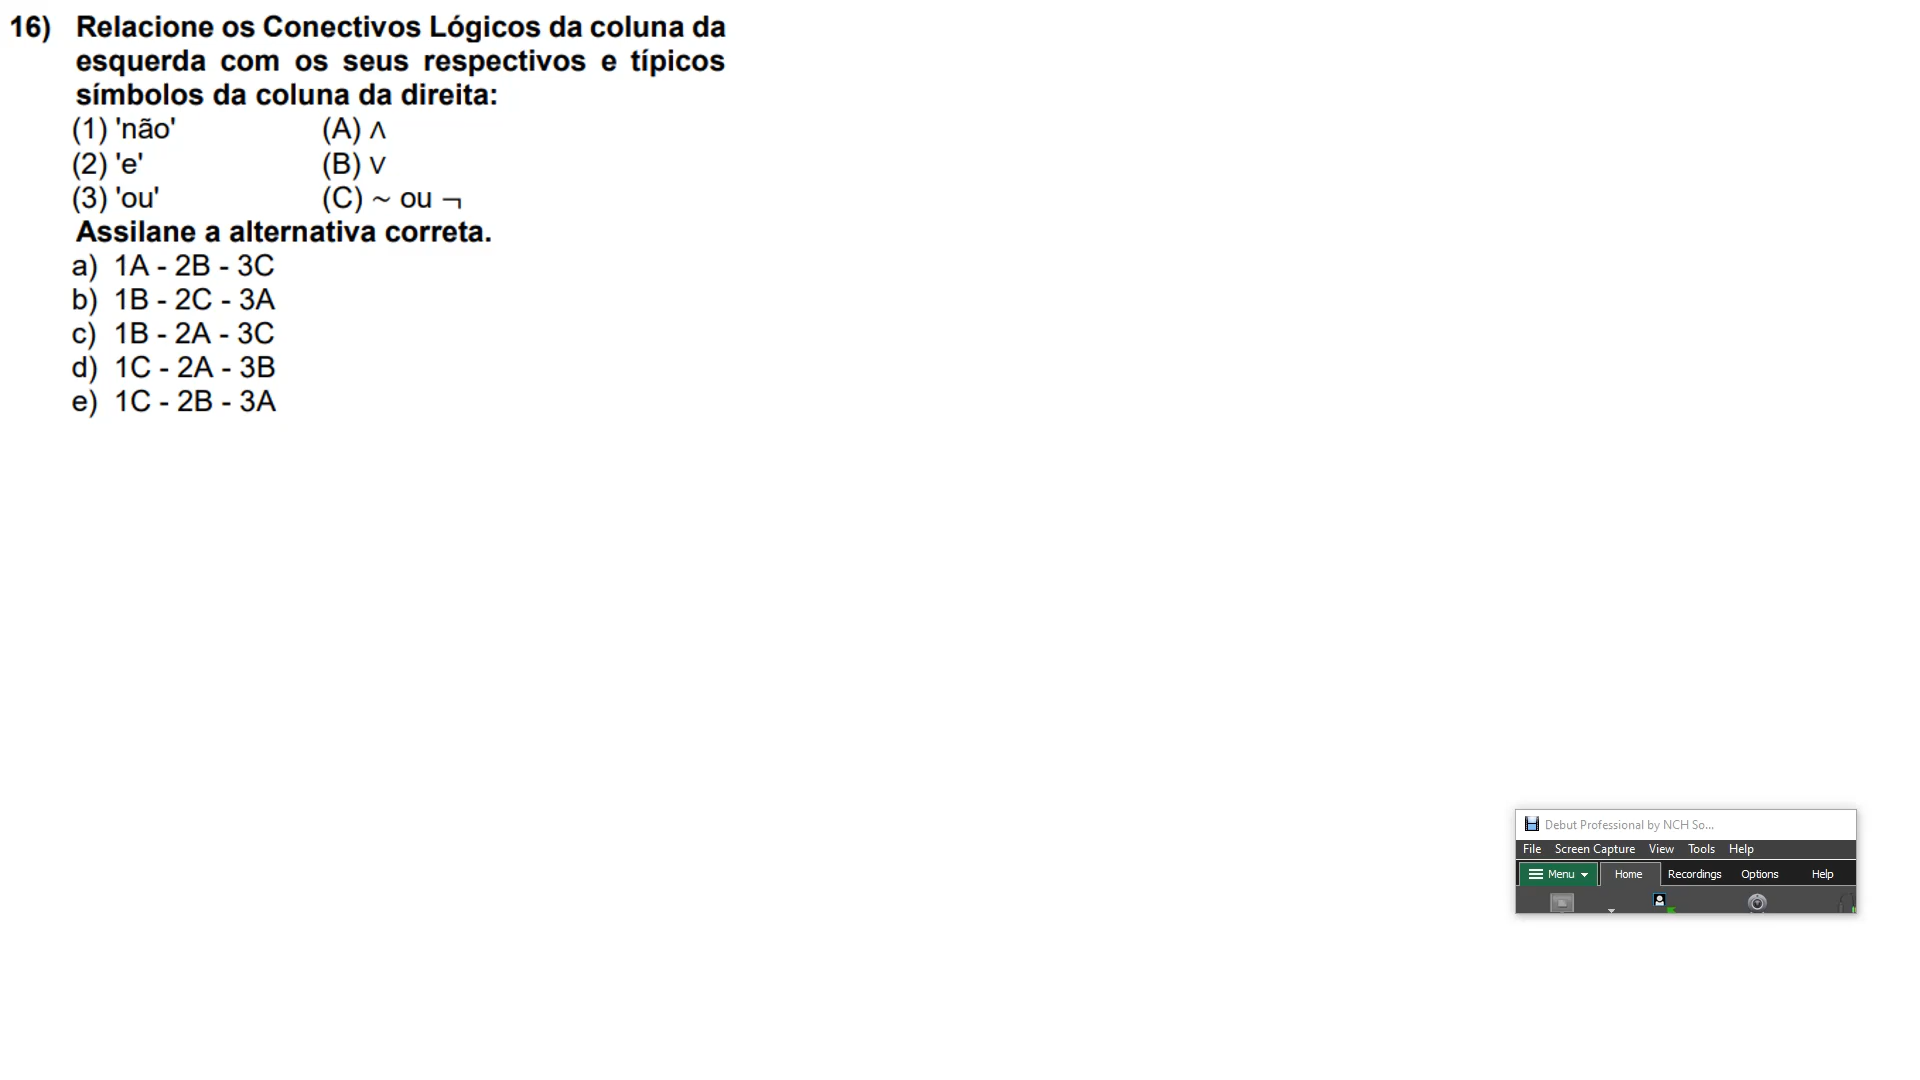 16) Relacione os Conectivos Lógicos da coluna da
esquerda com os seus respectivos e típicos
símbolos da coluna da direita:
(1) 'não' (A) ∧
(2) 'e' (B) ∨
(3) 'ou' (C) ~ ou ¬
Assilane a alternativa correta.
a) 1A - 2B - 3C
b) 1B - 2C - 3A
c) 1B - 2A - 3C
d) 1C - 2A - 3B
e) 1C - 2B - 3A
Debut Professional by NCH So...
File Screen Capture View Tools Help
Menu Home Recordings Options Help